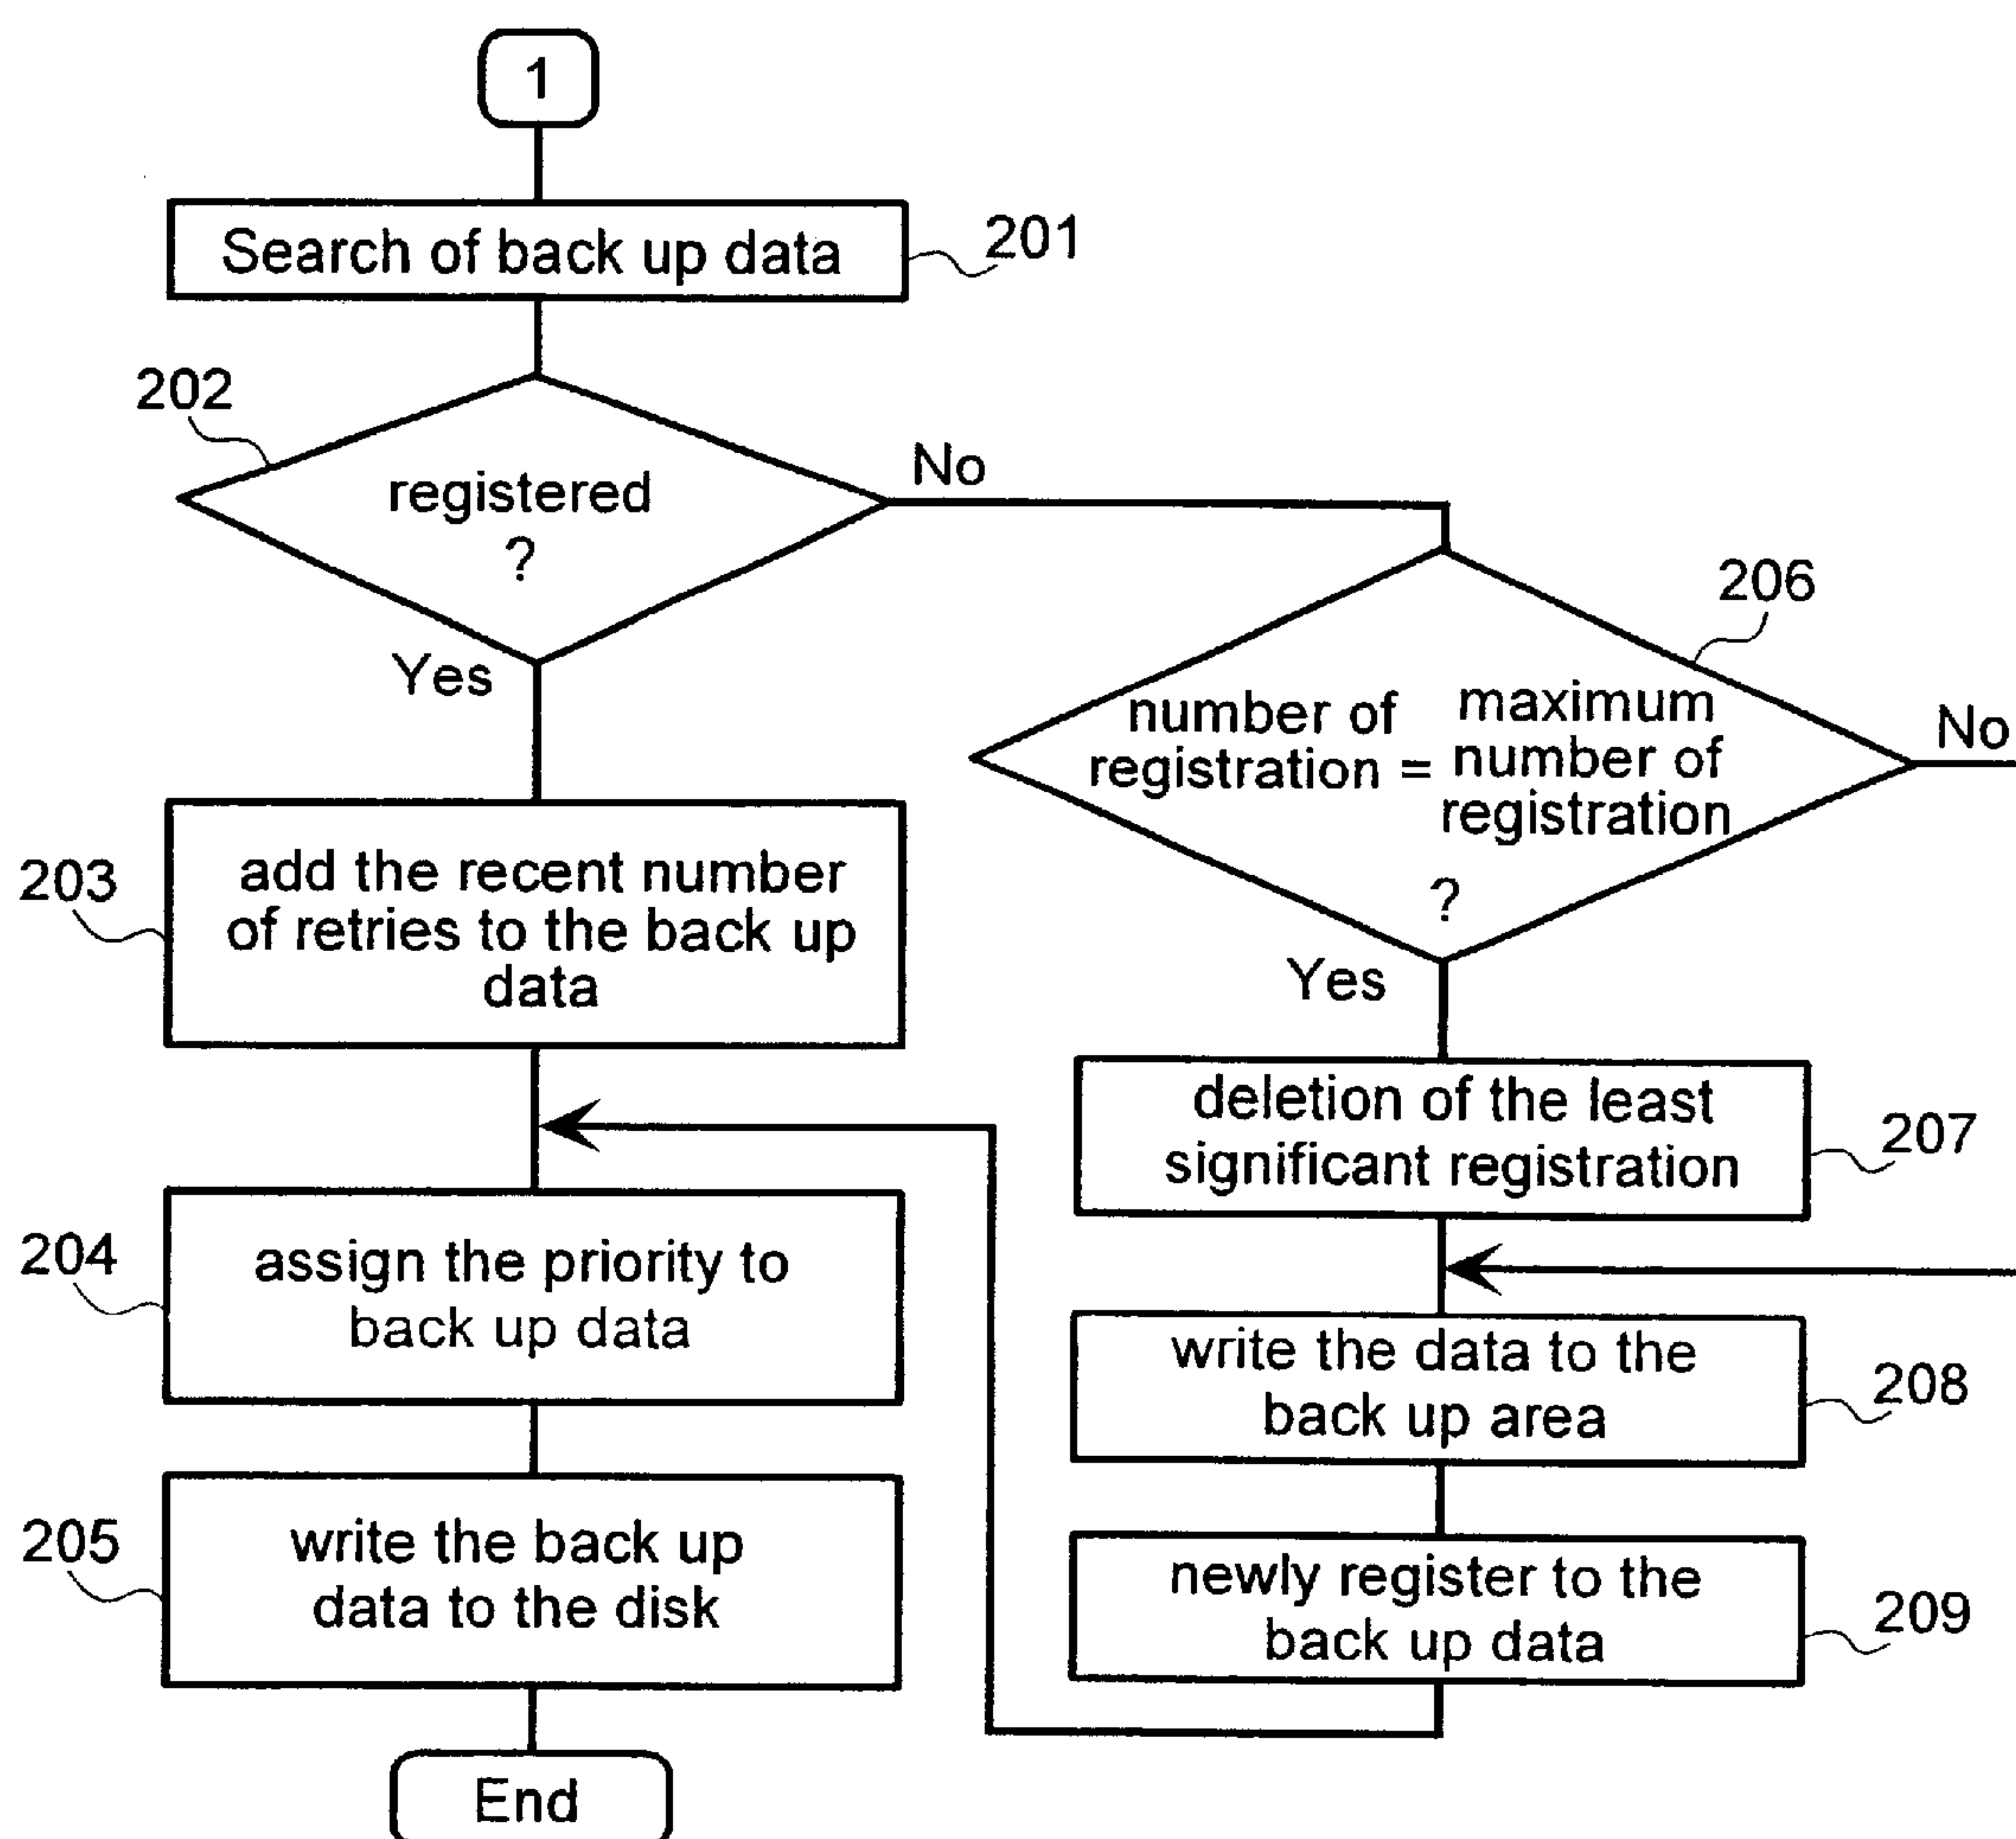 1
Search of back up data
201
202
registered
?
No
Yes
203
add the recent number
of retries to the back up
data
204
assign the priority to
back up data
205
write the back up
data to the disk
End
206
number of
registration
=
maximum
number of
registration
?
No
Yes
deletion of the least
significant registration
207
write the data to the
back up area
208
newly register to the
back up data
209